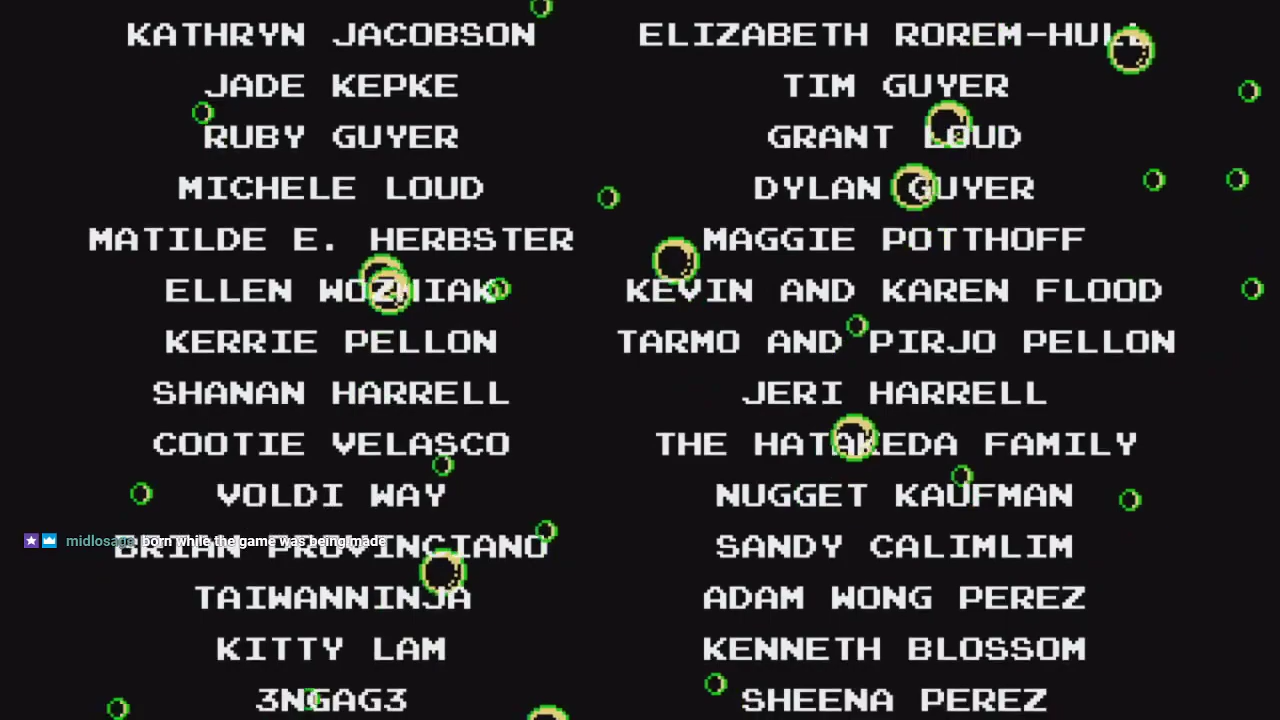 KATHRYN JACOBSON
JADE KEPKE
RUBY GUYER
MICHELE LOUD
MATILDE E. HERBSTER
ELLEN WOZNIAK
KERRIE PELLON
SHANAN HARRELL
COOTIE VELASCO
VOLDI WAY
midlosage born while the game was being made
BRIAN PROVINCIANO
TAIWANNINJA
KITTY LAM
3NGAG3
ELIZABETH ROREM-HULL
TIM GUYER
GRANT LOUD
DYLAN GUYER
MAGGIE POTTHOFF
KEVIN AND KAREN FLOOD
TARMO AND PIRJO PELLON
JERI HARRELL
THE HATAKEDA FAMILY
NUGGET KAUFMAN
SANDY CALIMLIM
ADAM WONG PEREZ
KENNETH BLOSSOM
SHEENA PEREZ